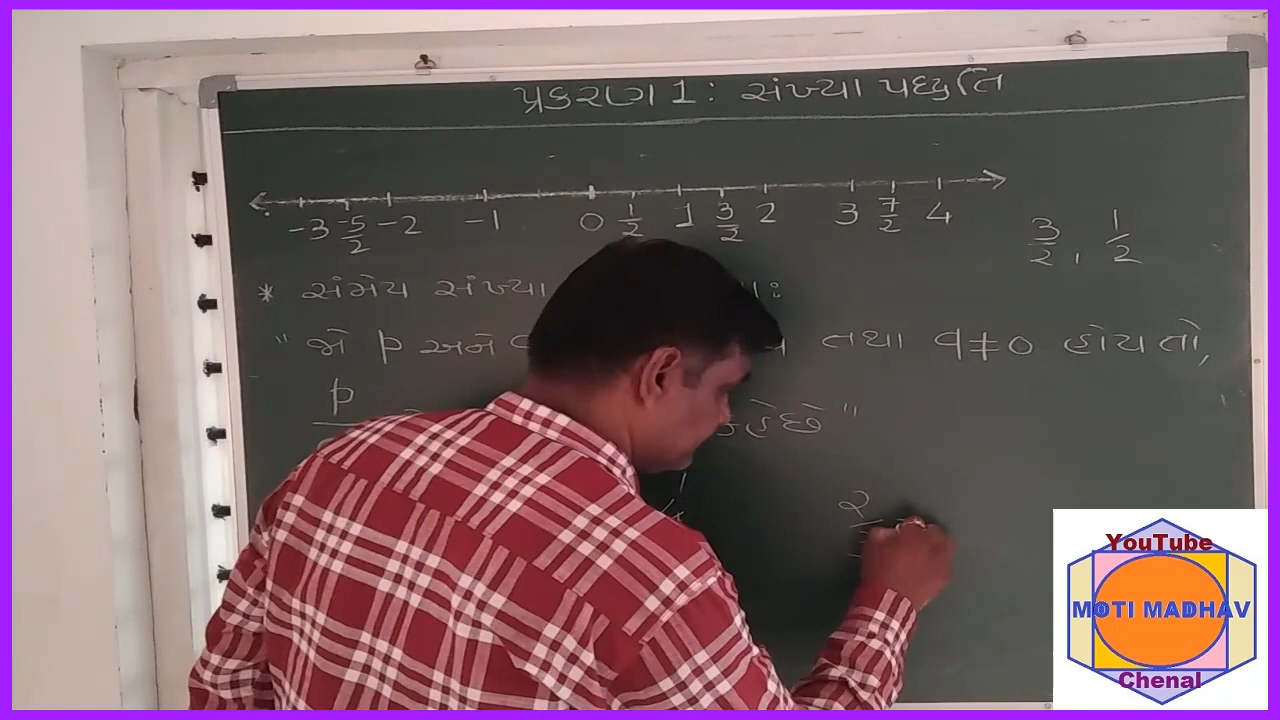 પ્રકરણ 1: સંખ્યા પદ્ધતિ
-3 -5/2 -2 -1 0 1/2 1 3/2 2 3 7/2 4
3/2, 1/2
* સંમેય સંખ્યા
" જો p અને તથા q≠0 હોય તો,
p કહે છે "
YouTube
MOTI MADHAV
Chenal